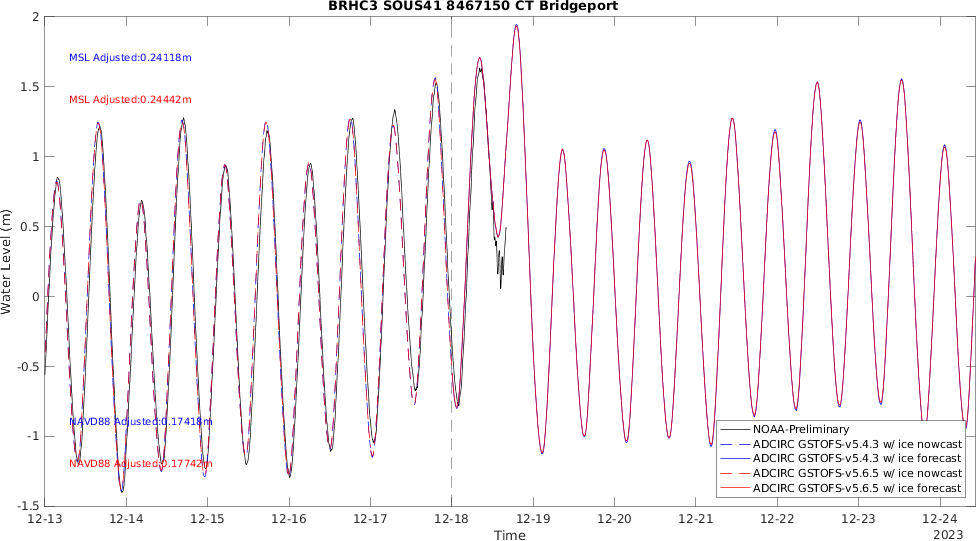 BRHC3 SOUS41 8467150 CT Bridgeport
2
1.5
1
0.5
0
-0.5
-1
-1.5
Water Level (m)
MSL Adjusted:0.24118m
MSL Adjusted:0.24442m
NAVD88 Adjusted:0.17418m
NAVD88 Adjusted:0.17742m
NOAA-Preliminary
ADCIRC GSTOFS-v5.4.3 w/ ice nowcast
ADCIRC GSTOFS-v5.4.3 w/ ice forecast
ADCIRC GSTOFS-v5.6.5 w/ ice nowcast
ADCIRC GSTOFS-v5.6.5 w/ ice forecast
12-13 12-14 12-15 12-16 12-17 12-18 12-19 12-20 12-21 12-22 12-23 12-24
Time
2023